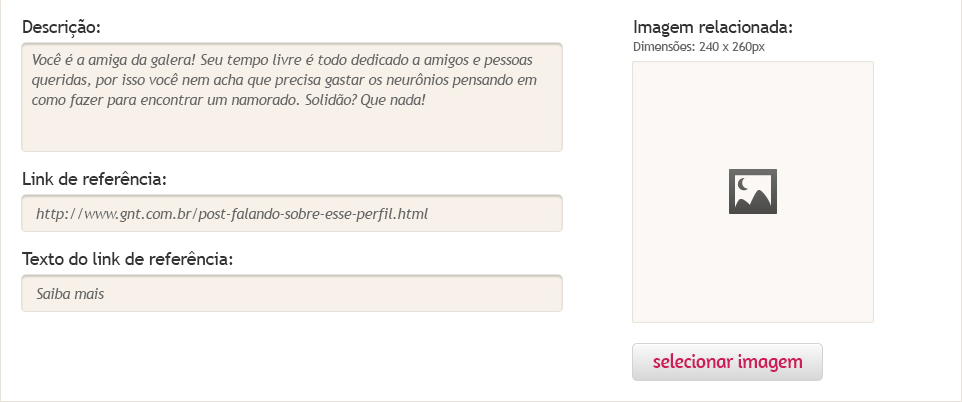 Descrição:
Você é a amiga da galera! Seu tempo livre é todo dedicado a amigos e pessoas
queridas, por isso você nem acha que precisa gastar os neurônios pensando em
como fazer para encontrar um namorado. Solidão? Que nada!
Link de referência:
http://www.gnt.com.br/post-falando-sobre-esse-perfil.html
Texto do link de referência:
Saiba mais
Imagem relacionada:
Dimensões: 240 x 260px
selecionar imagem